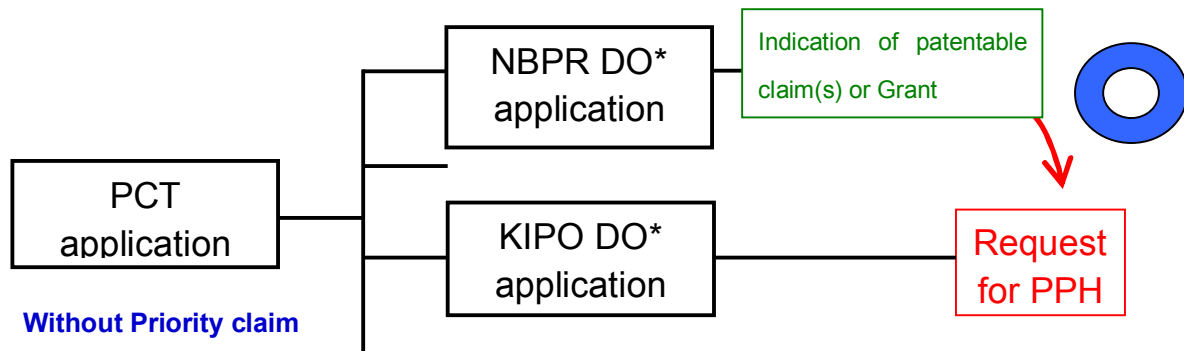 NBPR DO*
application
Indication of patentable
claim(s) or Grant
PCT
application
KIPO DO*
application
Request
for PPH
Without Priority claim